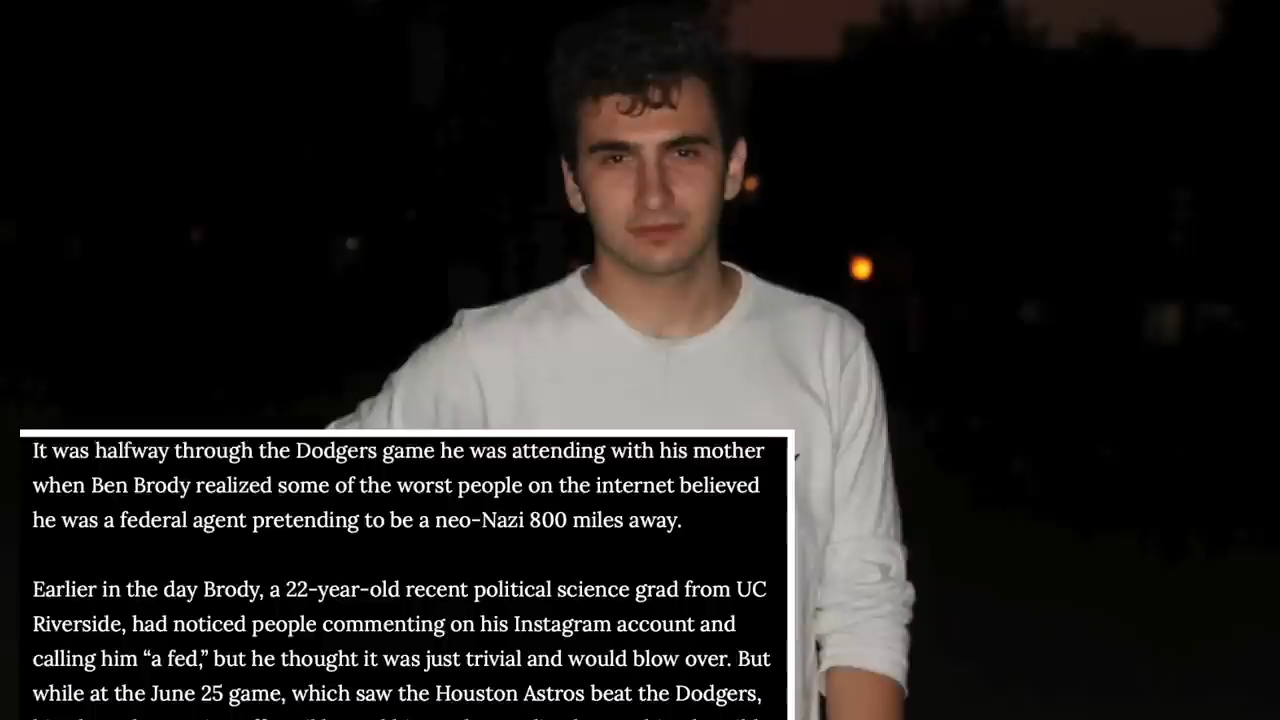 It was halfway through the Dodgers game he was attending with his mother
when Ben Brody realized some of the worst people on the internet believed
he was a federal agent pretending to be a neo-Nazi 800 miles away.
Earlier in the day Brody, a 22-year-old recent political science grad from UC
Riverside, had noticed people commenting on his Instagram account and
calling him “a fed,” but he thought it was just trivial and would blow over. But
while at the June 25 game, which saw the Houston Astros beat the Dodgers,